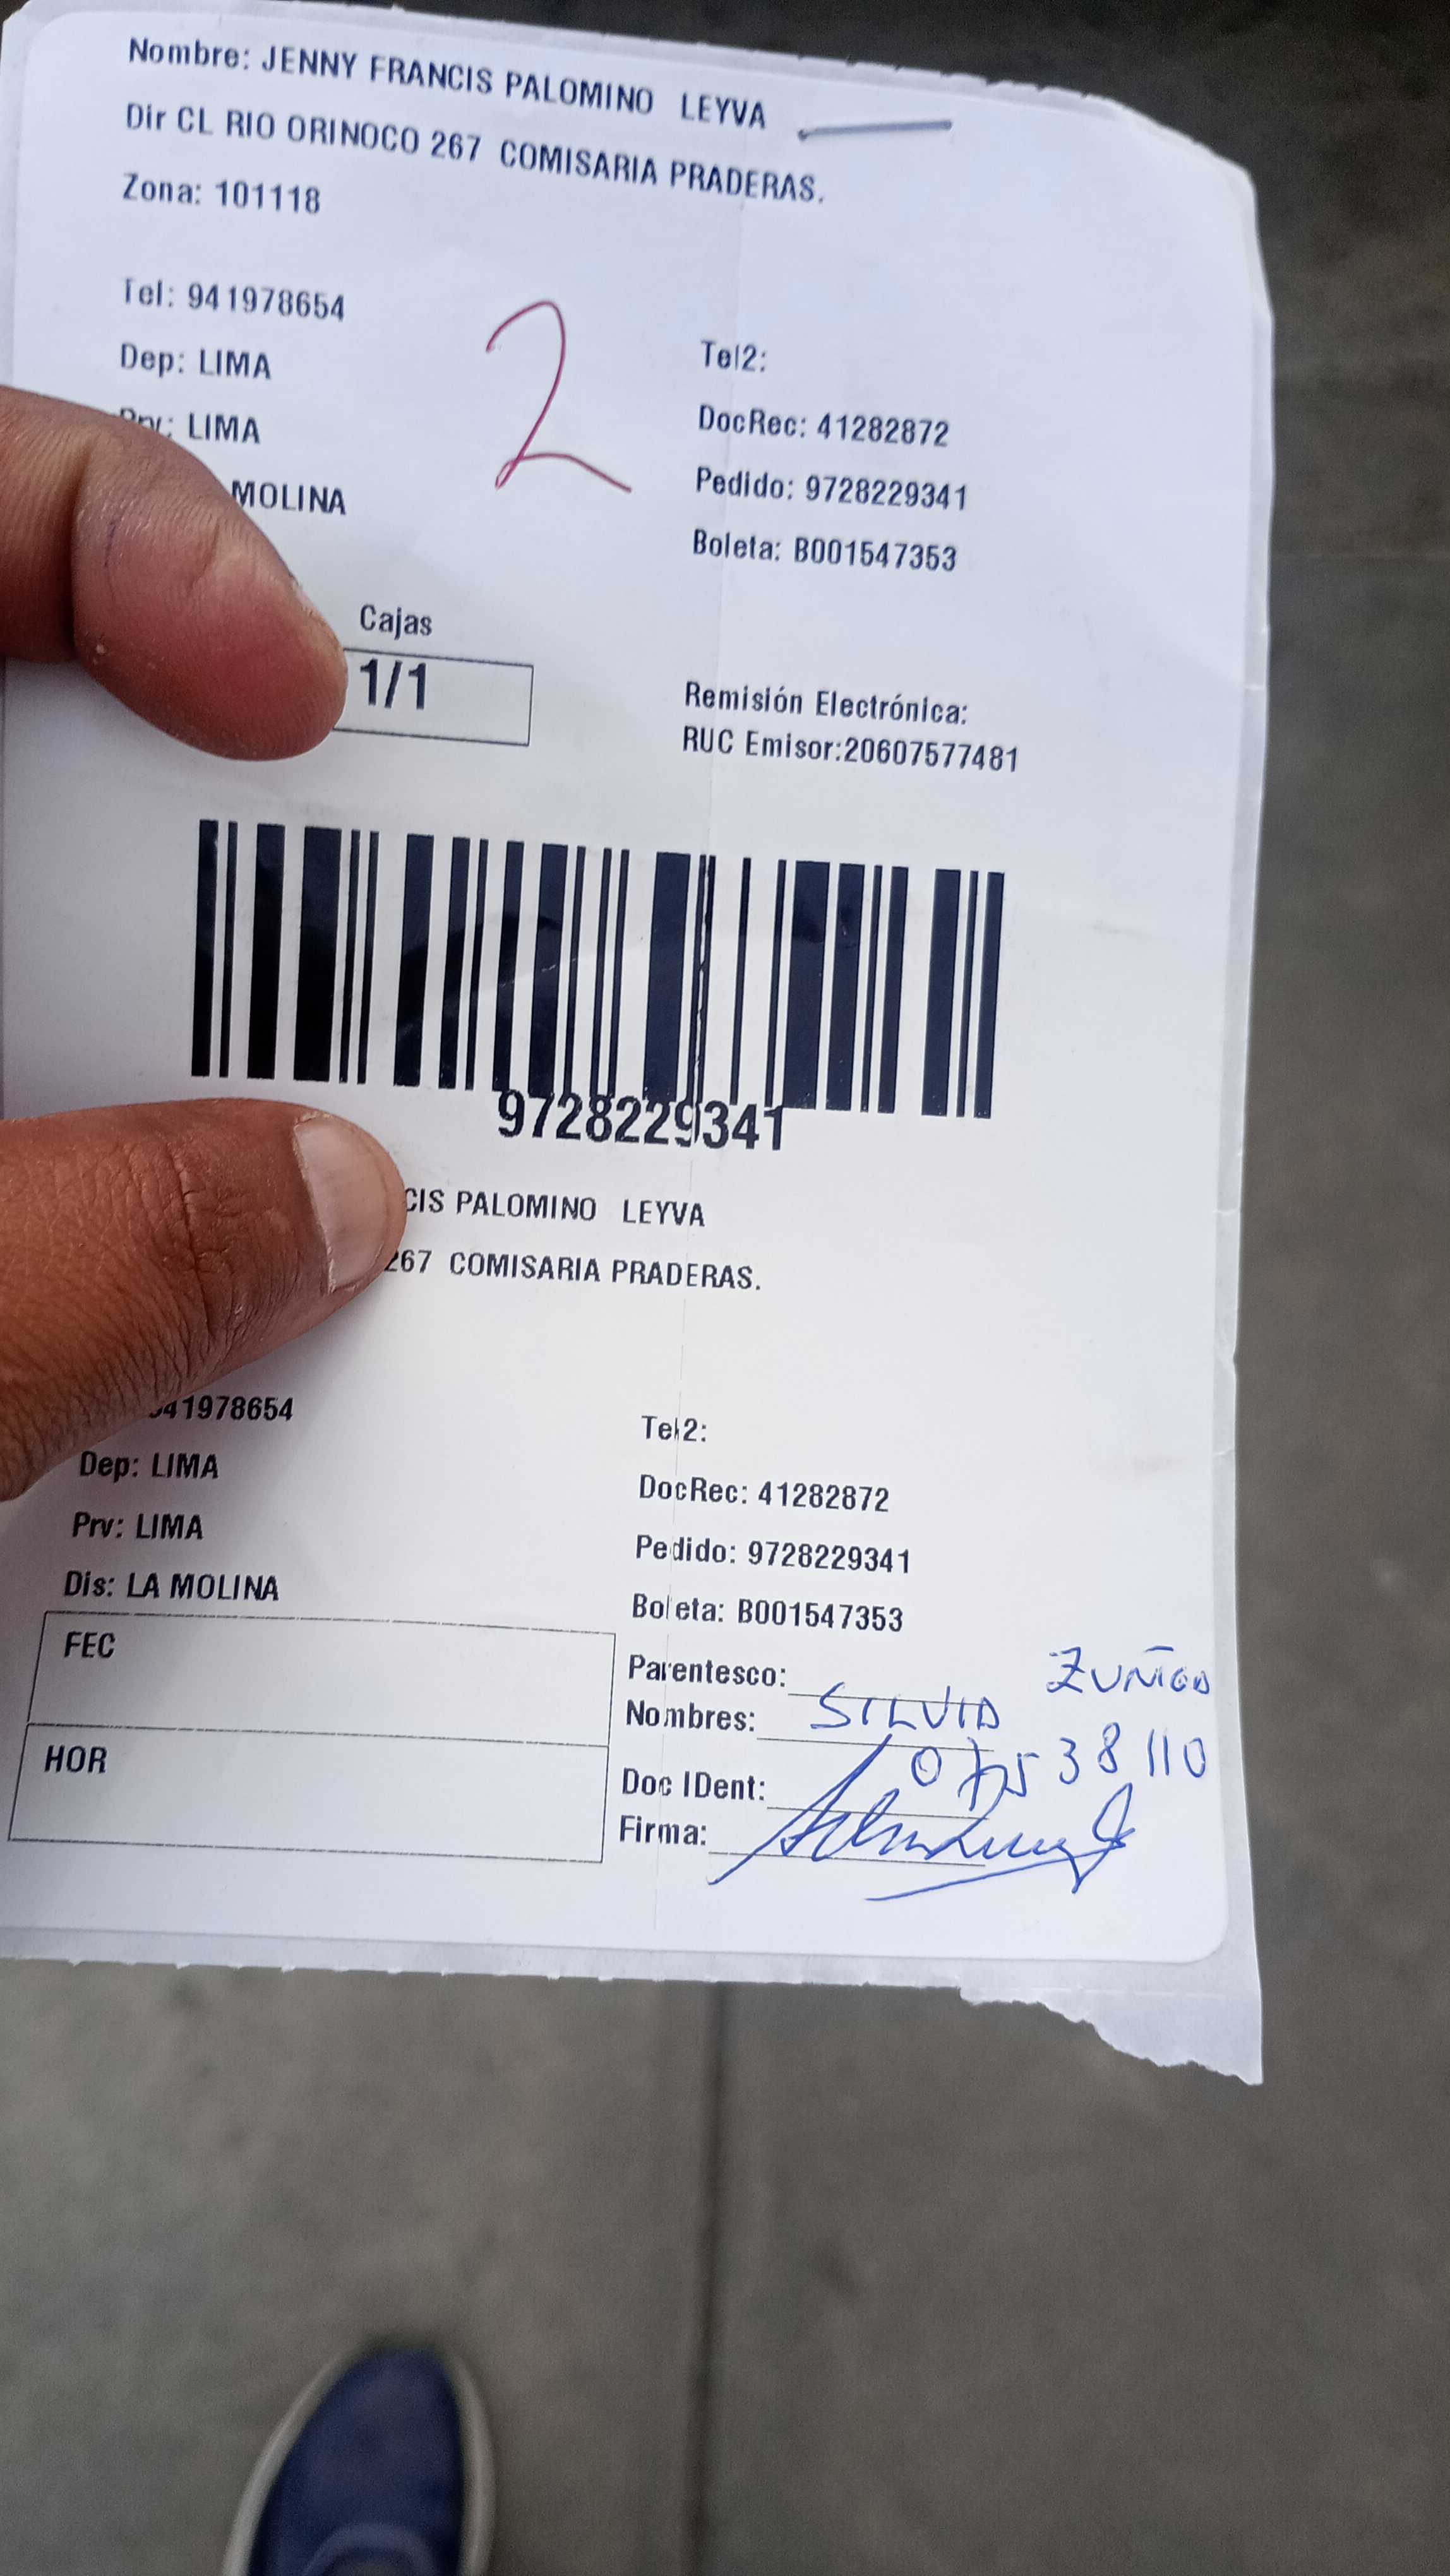 Nombre: JENNY FRANCIS PALOMINO LEYVA
Dir CL RIO ORINOCO 267 COMISARIA PRADERAS.
Zona: 101118
Tel: 941978654
Dep: LIMA
Prv: LIMA
MOLINA
2
Tel2:
DocRec: 41282872
Pedido: 9728229341
Boleta: B001547353
Cajas
1/1
Remisión Electrónica:
RUC Emisor:20607577481
9728229341
CIS PALOMINO LEYVA
267 COMISARIA PRADERAS.
41978654
Dep: LIMA
Prv: LIMA
Dis: LA MOLINA
Tel2:
DocRec: 41282872
Pedido: 9728229341
Boleta: B001547353
FEC
HOR
Parentesco:
Nombres: SILVIA ZUÑIGA
Doc IDent:
Firma: